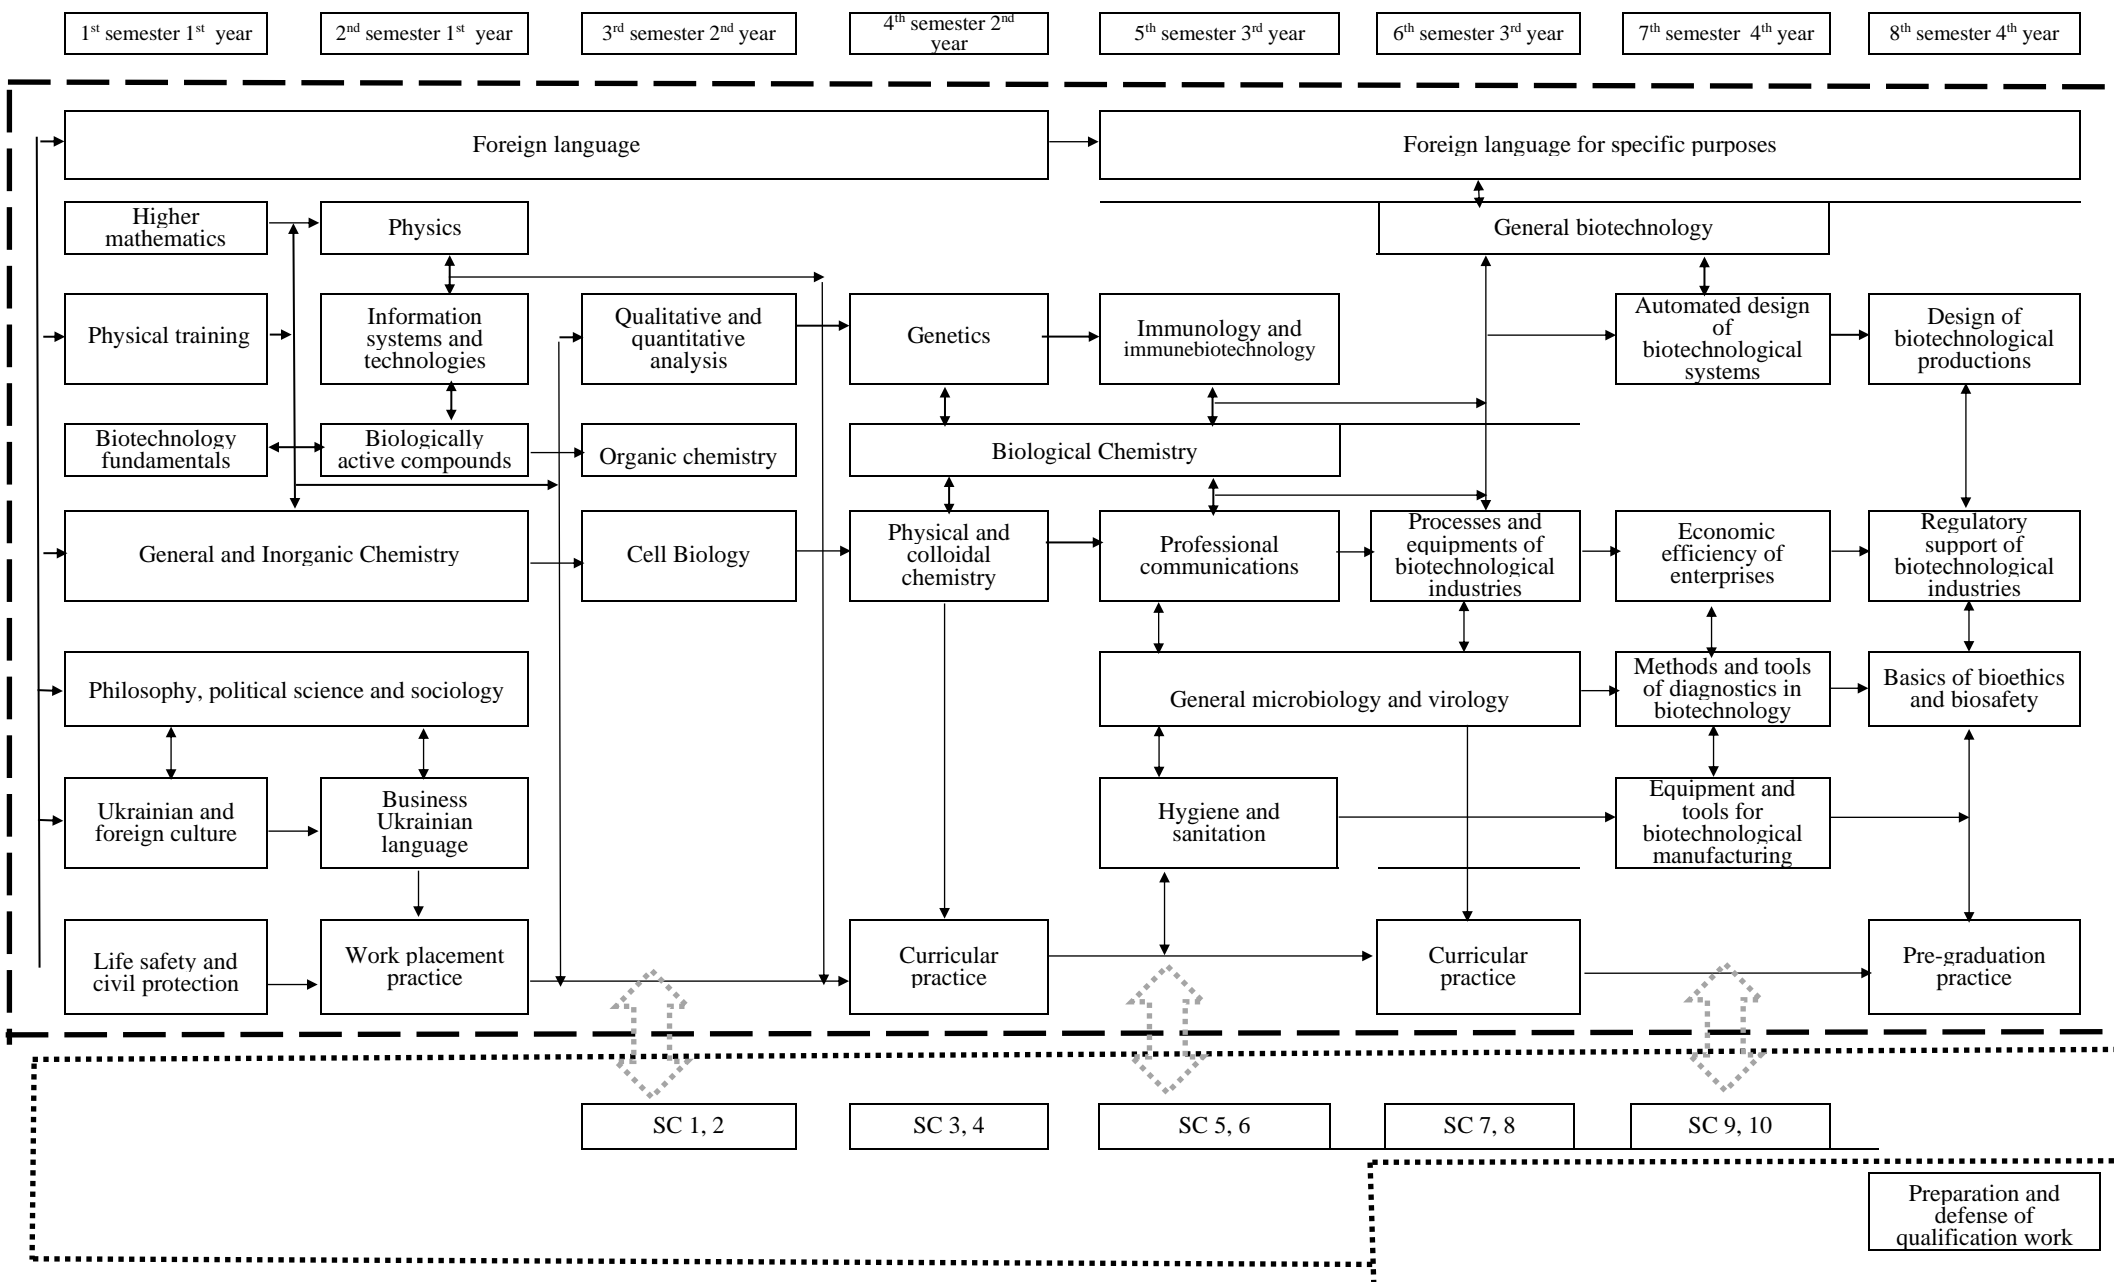 1st semester 1st year
2nd semester 1st year
3rd semester 2nd year
4th semester 2nd
year
5th semester 3rd year
6th semester 3rd year
7th semester 4th year
8th semester 4th year
Foreign language
Foreign language for specific purposes
Higher
mathematics
Physics
General biotechnology
Physical training
Information
systems and
technologies
Qualitative and
quantitative
analysis
Genetics
Immunology and
immunebiotechnology
Automated design
of
biotechnological
systems
Design of
biotechnological
productions
Biotechnology
fundamentals
Biologically
active compounds
Organic chemistry
Biological Chemistry
General and Inorganic Chemistry
Cell Biology
Physical and
colloidal
chemistry
Professional
communications
Processes and
equipments of
biotechnological
industries
Economic
efficiency of
enterprises
Regulatory
support of
biotechnological
industries
Philosophy, political science and sociology
General microbiology and virology
Methods and tools
of diagnostics in
biotechnology
Basics of bioethics
and biosafety
Ukrainian and
foreign culture
Business
Ukrainian
language
Hygiene and
sanitation
Equipment and
tools for
biotechnological
manufacturing
Life safety and
civil protection
Work placement
practice
Curricular
practice
Curricular
practice
Pre-graduation
practice
SC 1, 2
SC 3, 4
SC 5, 6
SC 7, 8
SC 9, 10
Preparation and
defense of
qualification work